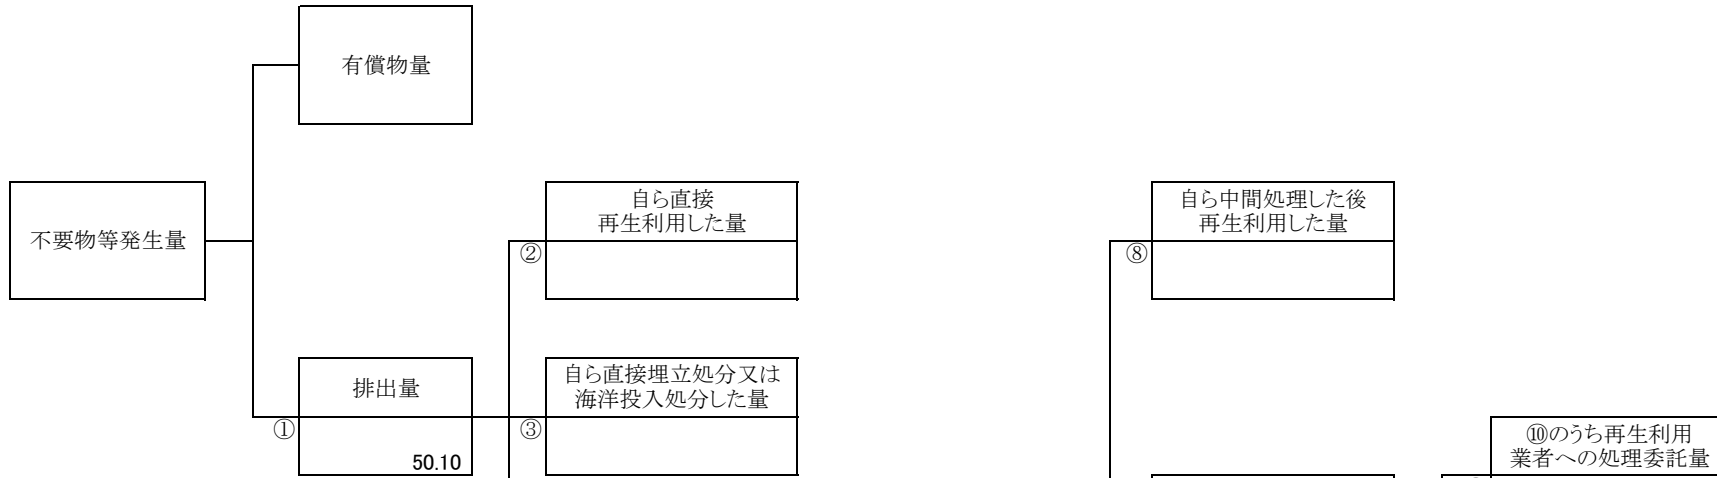 有償物量
不要物等発生量
自ら直接
再生利用した量
②
自ら中間処理した後
再生利用した量
⑧
排出量
①
50.10
自ら直接埋立処分又は
海洋投入処分した量
③
⑩のうち再生利用
業者への処理委託量